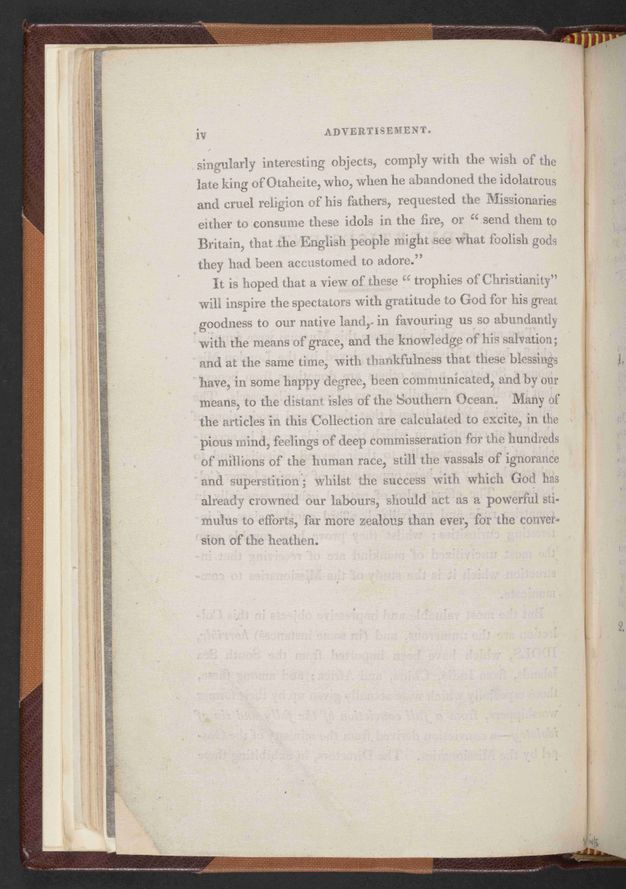 iv
ADVERTISEMENT.
singularly interesting objects, comply with the wish of the
late king of Otaheite, who, when he abandoned the idolatrous
and cruel religion of his fathers, requested the Missionaries
either to consume these idols in the fire, or “ send them to
Britain, that the English people might see what foolish gods
they had been accustomed to adore.”
It is hoped that a view of these “ trophies of Christianity”
will inspire the spectators with gratitude to God for his great
goodness to our native land, in favouring us so abundantly
with the means of grace, and the knowledge of his salvation;
and at the same time, with thankfulness that these blessings
have, in some happy degree, been communicated, and by our
means, to the distant isles of the Southern Ocean. Many of
the articles in this Collection are calculated to excite, in the
pious mind, feelings of deep commisseration for the hundreds
of millions of the human race, still the vassals of ignorance
and superstition; whilst the success with which God has
already crowned our labours, should act as a powerful sti-
mulus to efforts, far more zealous than ever, for the conver-
sion of the heathen.
1.
2.